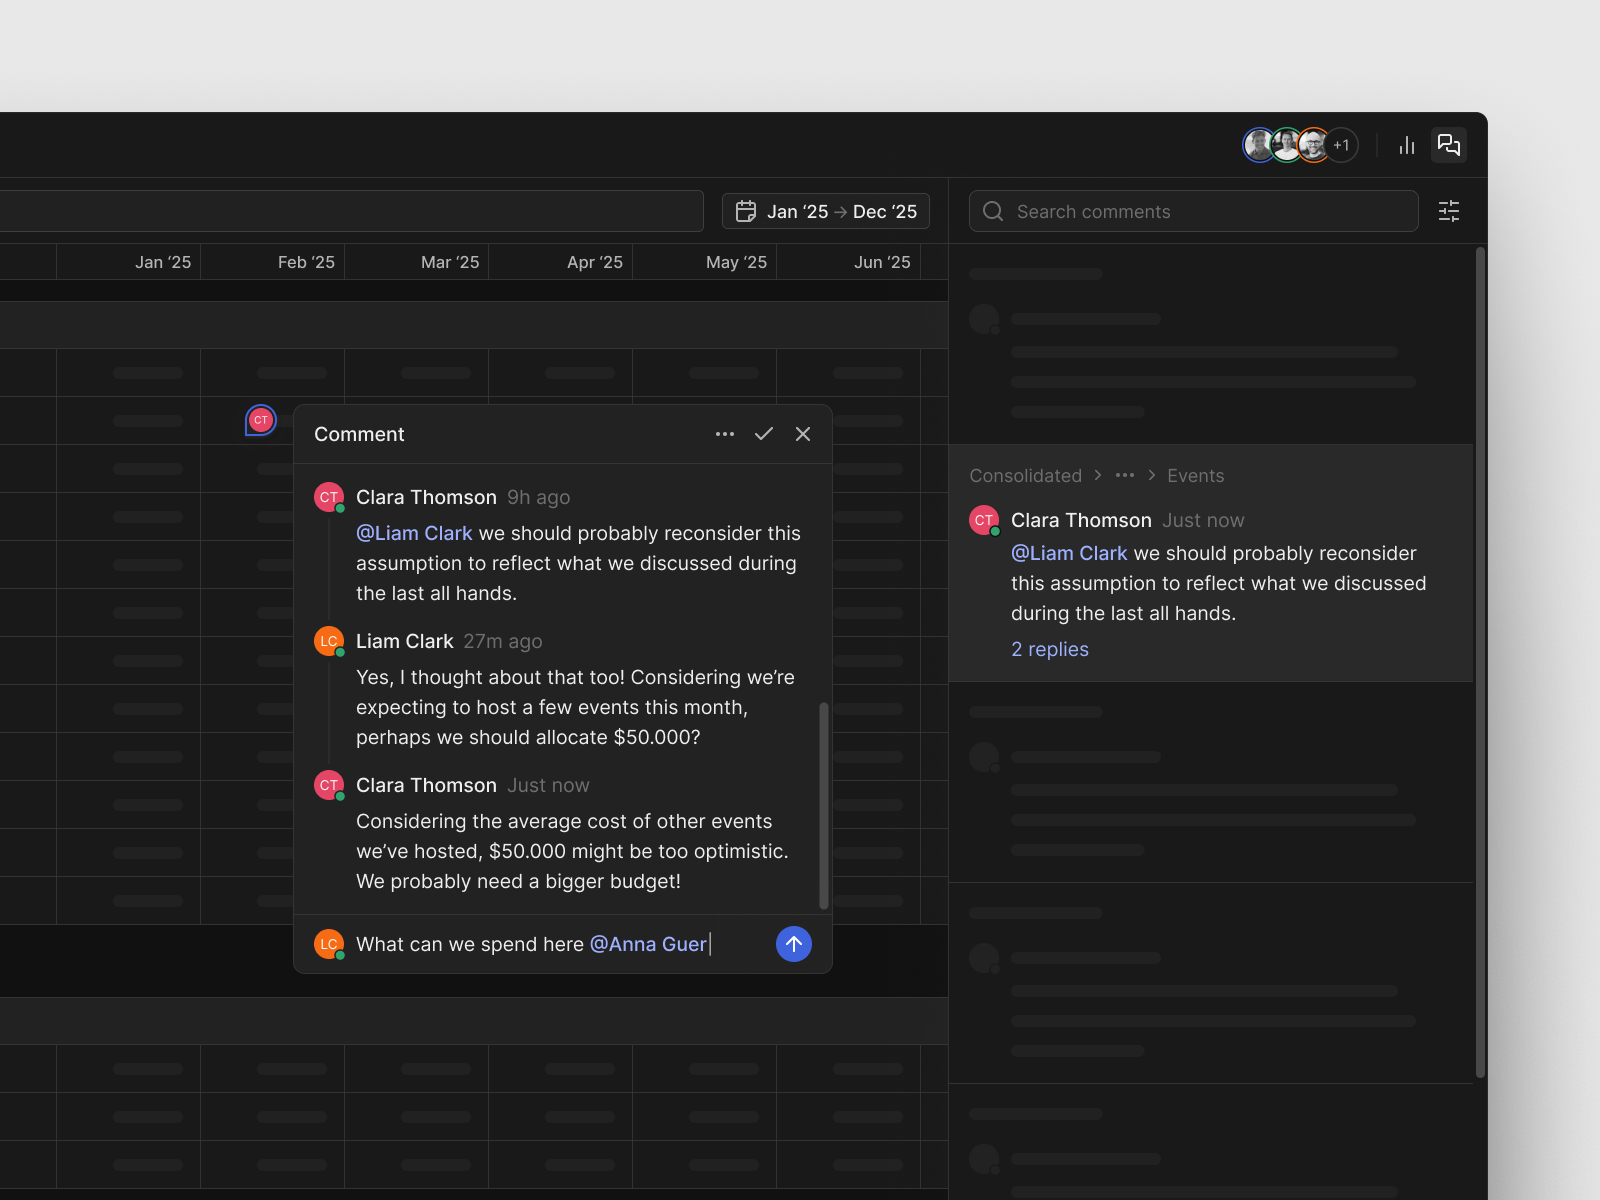 +1
Jan ‘25 → Dec ‘25
Search comments
Jan ‘25
Feb ‘25
Mar ‘25
Apr ‘25
May ‘25
Jun ‘25
CT
Comment
CT
Clara Thomson 9h ago
@Liam Clark we should probably reconsider this
assumption to reflect what we discussed during
the last all hands.
LC
Liam Clark 27m ago
Yes, I thought about that too! Considering we’re
expecting to host a few events this month,
perhaps we should allocate $50.000?
CT
Clara Thomson Just now
Considering the average cost of other events
we’ve hosted, $50.000 might be too optimistic.
We probably need a bigger budget!
LC
What can we spend here @Anna Guer
Consolidated > ••• > Events
CT
Clara Thomson Just now
@Liam Clark we should probably reconsider
this assumption to reflect what we discussed
during the last all hands.
2 replies